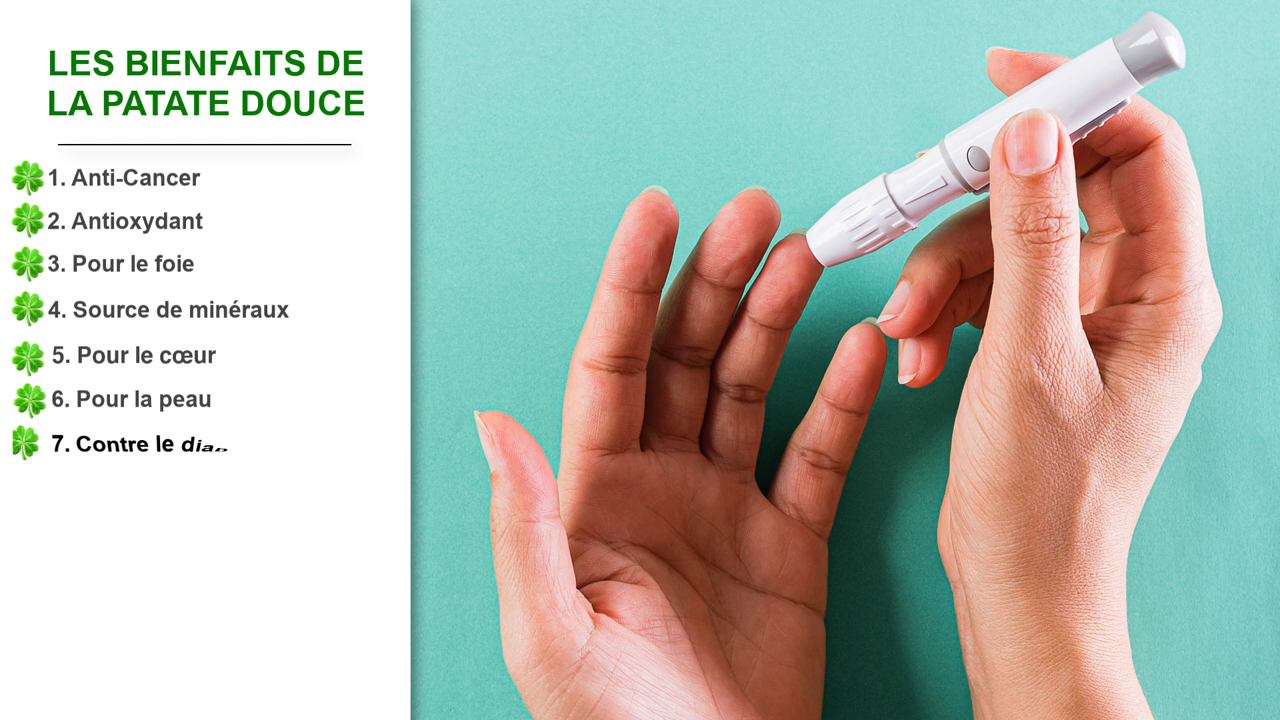 LES BIENFAITS DE
LA PATATE DOUCE
1. Anti-Cancer
2. Antioxydant
3. Pour le foie
4. Source de minéraux
5. Pour le cœur
6. Pour la peau
7. Contre le